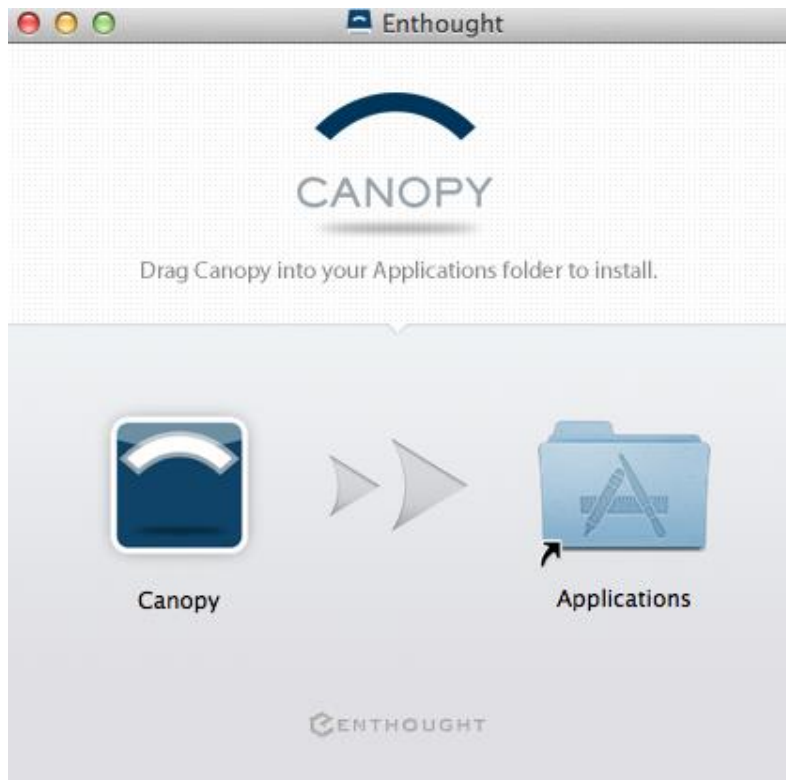 Enthought
CANOPY
Drag Canopy into your Applications folder to install.
Canopy
Applications
ENTHOUGHT